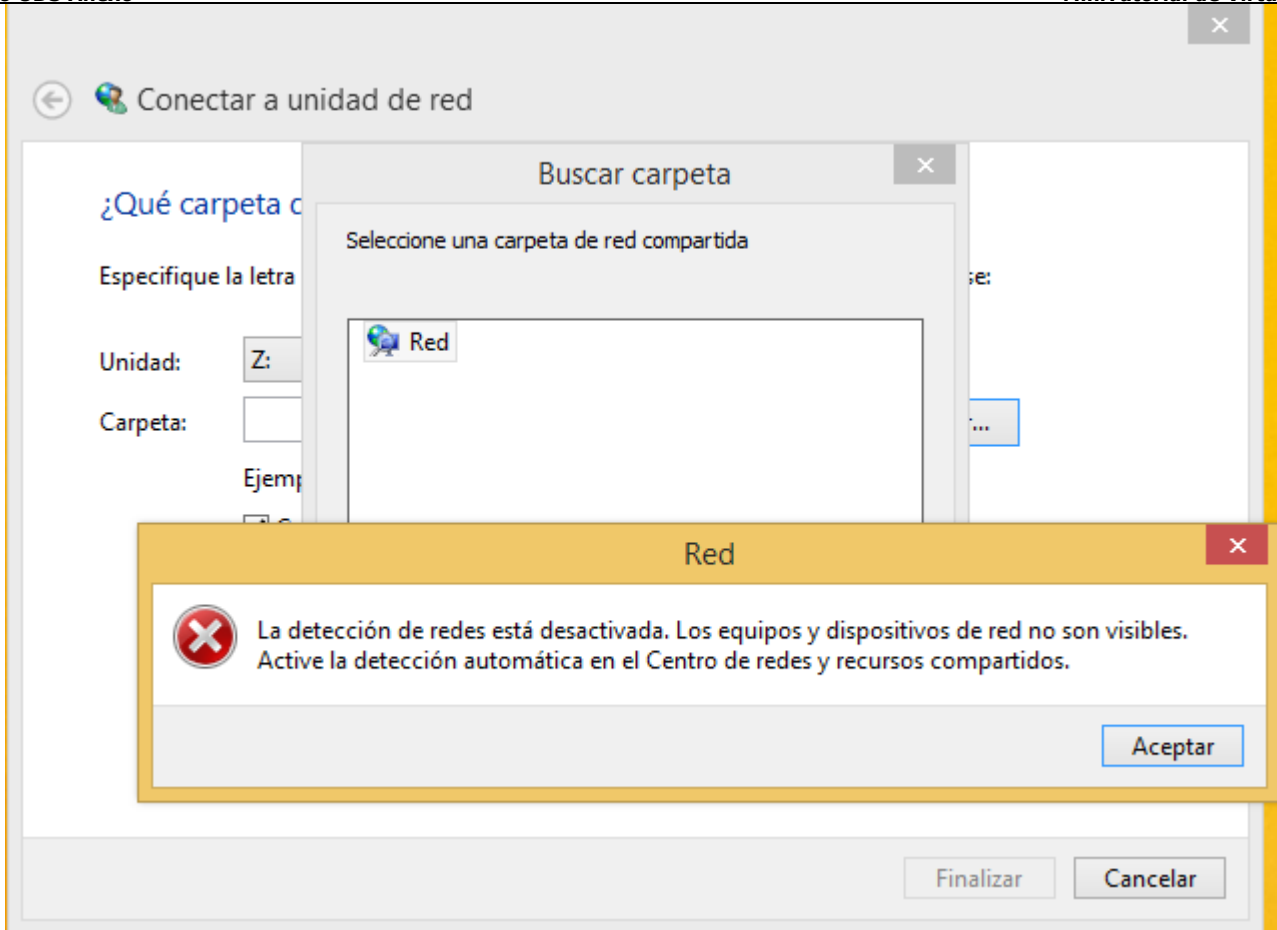 Conectar a unidad de red
Buscar carpeta
¿Qué carpeta
Seleccione una carpeta de red compartida
Especifique la letra
se:
Red
Unidad:
Z:
Carpeta:
...
Red
La detección de redes está desactivada. Los equipos y dispositivos de red no son visibles.
Active la detección automática en el Centro de redes y recursos compartidos.
Aceptar
Finalizar
Cancelar